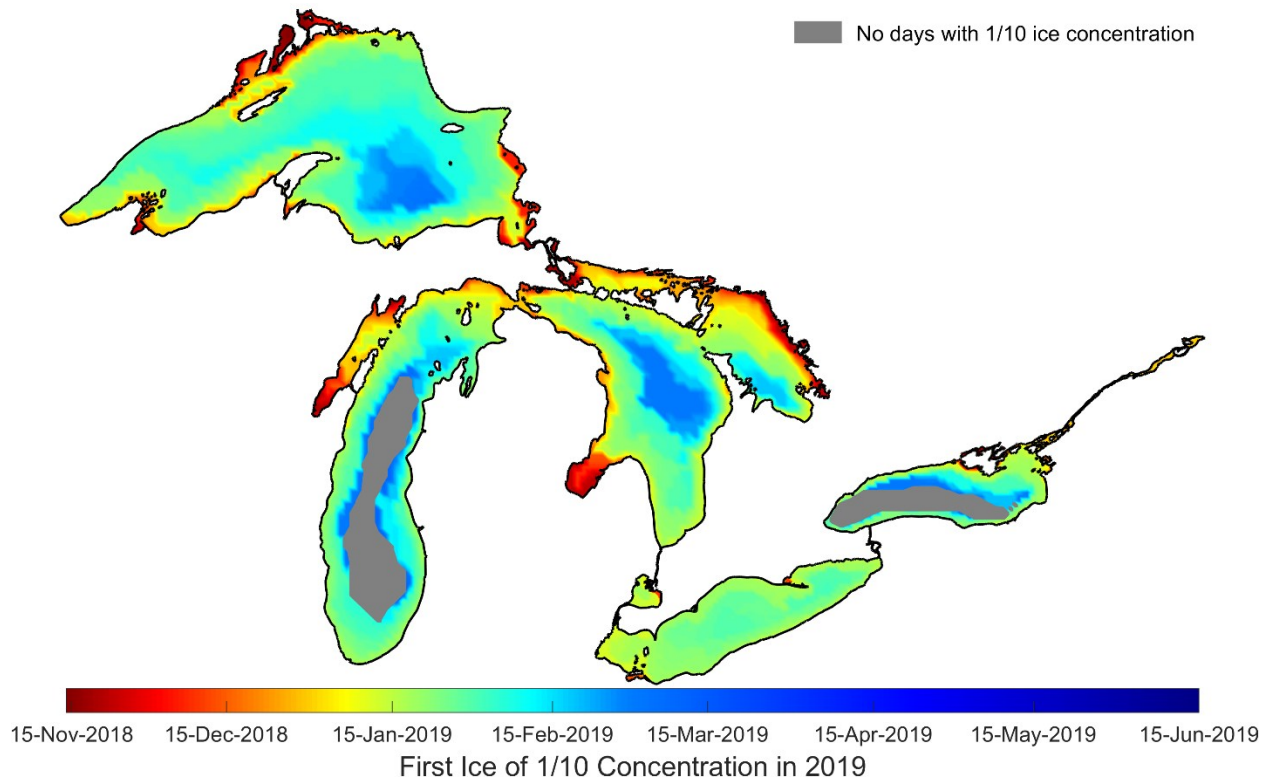 No days with 1/10 ice concentration
15-Nov-2018 15-Dec-2018 15-Jan-2019 15-Feb-2019 15-Mar-2019 15-Apr-2019 15-May-2019 15-Jun-2019
First Ice of 1/10 Concentration in 2019